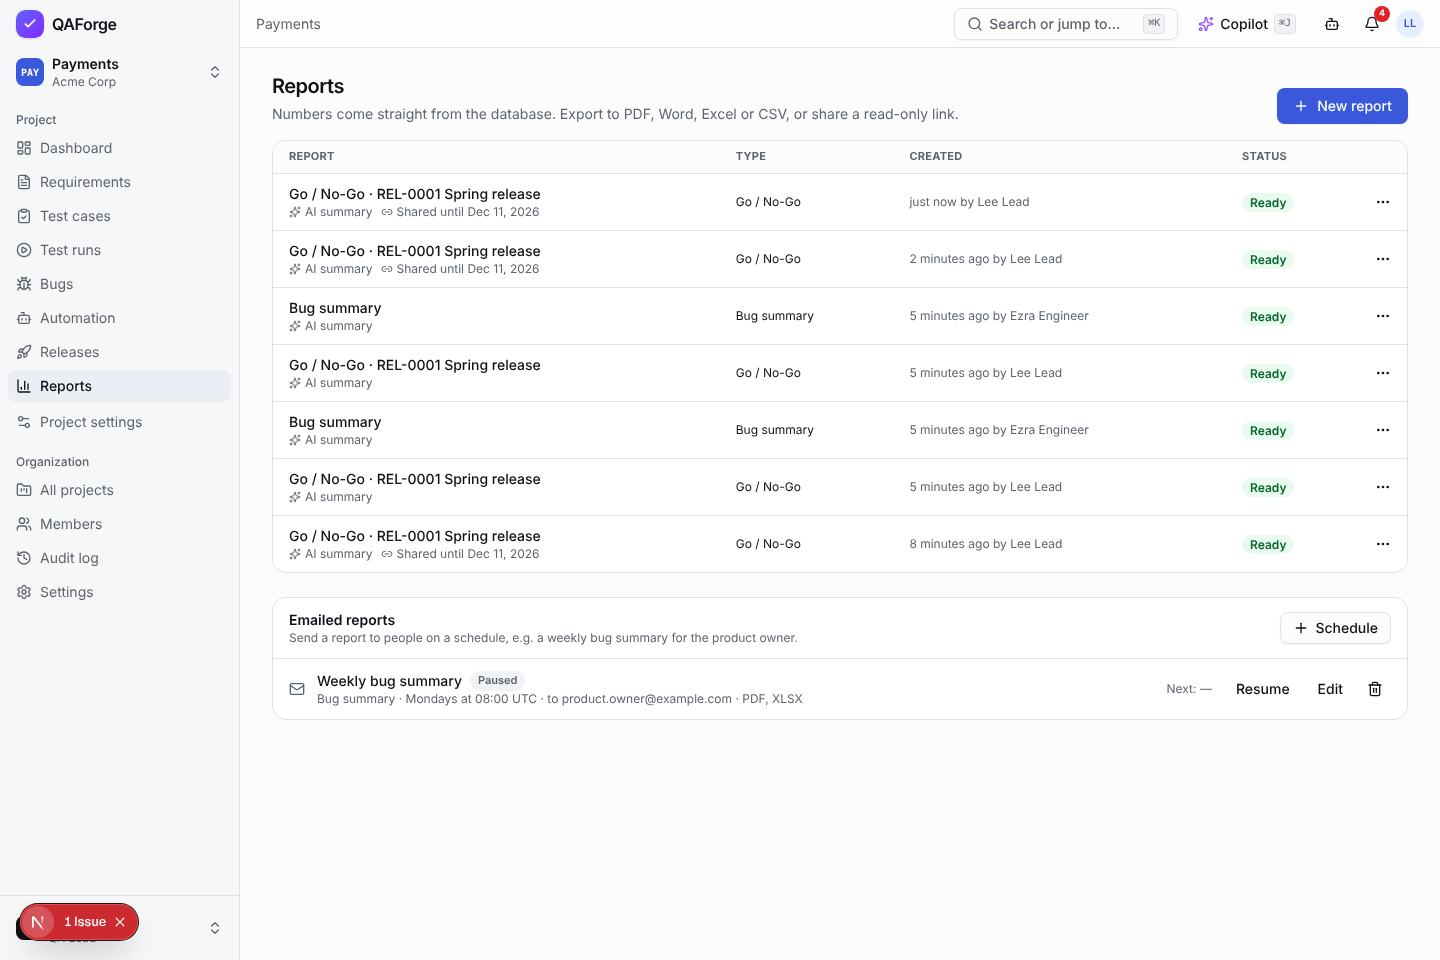 QAForge
PAY
Payments
Acme Corp
Project
Dashboard
Requirements
Test cases
Test runs
Bugs
Automation
Releases
Reports
Project settings
Organization
All projects
Members
Audit log
Settings
1 Issue
Payments
Search or jump to...
⌘K
Copilot
⌘J
4
LL
Reports
Numbers come straight from the database. Export to PDF, Word, Excel or CSV, or share a read-only link.
New report
REPORT TYPE CREATED STATUS
Go / No-Go · REL-0001 Spring release
AI summary Shared until Dec 11, 2026
Go / No-Go
just now by Lee Lead
Ready
Go / No-Go · REL-0001 Spring release
AI summary Shared until Dec 11, 2026
Go / No-Go
2 minutes ago by Lee Lead
Ready
Bug summary
AI summary
Bug summary
5 minutes ago by Ezra Engineer
Ready
Go / No-Go · REL-0001 Spring release
AI summary
Go / No-Go
5 minutes ago by Lee Lead
Ready
Bug summary
AI summary
Bug summary
5 minutes ago by Ezra Engineer
Ready
Go / No-Go · REL-0001 Spring release
AI summary
Go / No-Go
5 minutes ago by Lee Lead
Ready
Go / No-Go · REL-0001 Spring release
AI summary Shared until Dec 11, 2026
Go / No-Go
8 minutes ago by Lee Lead
Ready
Emailed reports
Send a report to people on a schedule, e.g. a weekly bug summary for the product owner.
Schedule
Weekly bug summary Paused
Bug summary · Mondays at 08:00 UTC · to product.owner@example.com · PDF, XLSX
Next: —
Resume
Edit